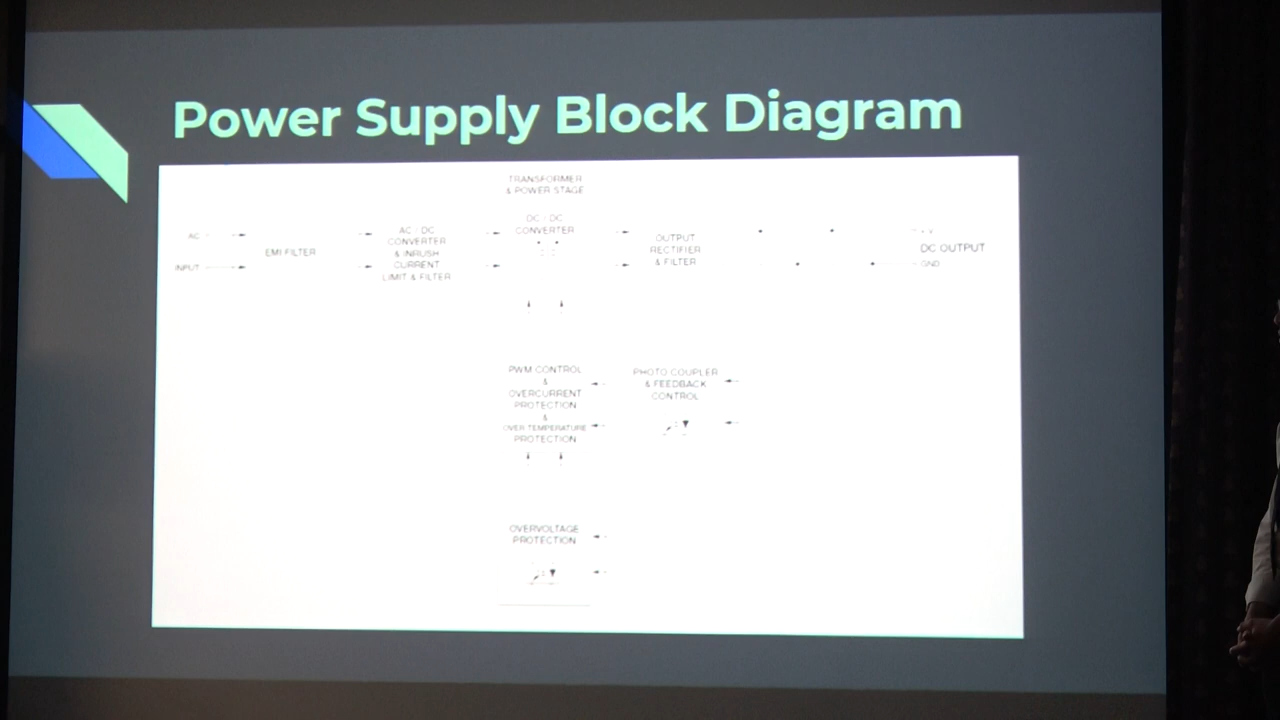 Power Supply Block Diagram
TRANSFORMER
& POWER STAGE
DC / DC
CONVERTER
AC
INPUT
EMI FILTER
AC / DC
CONVERTER
& INRUSH
CURRENT
LIMIT & FILTER
OUTPUT
RECTIFIER
& FILTER
+ V
DC OUTPUT
GND
PWM CONTROL
&
OVERCURRENT
PROTECTION
&
OVER TEMPERATURE
PROTECTION
PHOTO COUPLER
& FEEDBACK
CONTROL
OVERVOLTAGE
PROTECTION